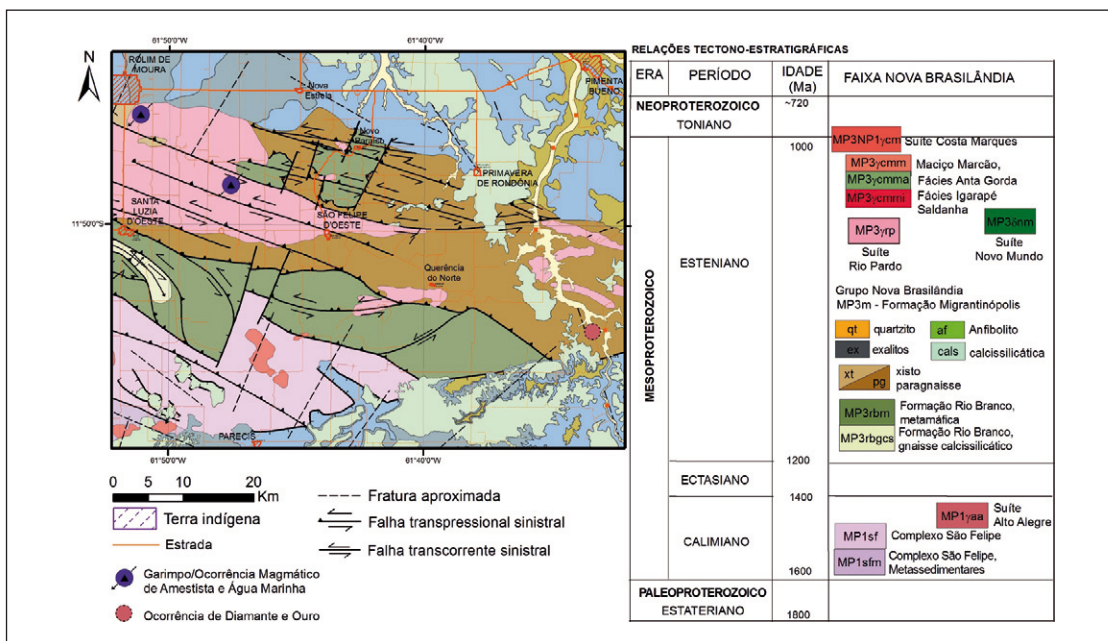 61°50'0"S
61°40'0"S
N
ROLIM DE
MOURA
Nova
Estrela
PIMENTA
BUENO
Novo
Paraíso
PRIMAVERA
DE RONDÔNIA
SANTA
LUZIA
D'OESTE
11°50'0"S
SÃO FELIPE
D'OESTE
11°50'0"S
Querência
do Norte
PARECIS
61°50'0"S
61°40'0"S
0 5 10 20
Km
Terra indígena
Estrada
Garimpo/Ocorrência Magmático
de Amestista e Água Marinha
Ocorrência de Diamante e Ouro
Fratura aproximada
Falha transpressional sinistral
Falha transcorrente sinistral
RELAÇÕES TECTONO-ESTRATIGRÁFICAS
ERA PERÍODO IDADE (Ma) FAIXA NOVA BRASILÂNDIA
NEOPROTEROZOICO
TONIANO
~720
1000
MESOPROTEROZOICO
ESTENIANO
MP3NP1γcm Suíte Costa Marques
MP3γcmm Maciço Marcão,
MP3γcmma Fácies Anta Gorda
MP3γcmmi Fácies Igarapé
Saldanha
MP3γrp
Suíte
Rio Pardo
MP3δnm
Suíte
Novo Mundo
Grupo Nova Brasilândia
MP3m - Formação Migrantinópolis
qt quartzito af Anfibolito
ex exalitos cals calcissilicática
xt xisto
pg paragnaisse
MP3rbm Formação Rio Branco,
metamáfica
MP3rbgcs Formação Rio Branco,
gnaisse calcissilicático
1200
ECTASIANO
1400
CALIMIANO
MP1γaa Suíte
Alto Alegre
MP1sf Complexo São Felipe
MP1sfm Complexo São Felipe,
Metassedimentares
1600
PALEOPROTEROZOICO
ESTATERIANO
1800